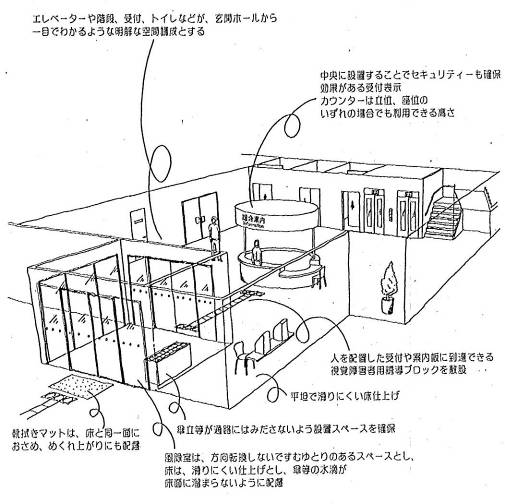 エレベーターや階段、受付、トイレなどが、玄関ホールから
一目でわかるような明解な空間構成とする
中央に設置することでセキュリティーも確保
効果がある受付表示
カウンターは立位、座位の
いずれの場合でも利用できる高さ
総合案内
Information
人を配置した受付や案内板に到達できる
視覚障害者用誘導ブロックを敷設
平坦で滑りにくい床仕上げ
傘立等が通路にはみださないよう設置スペースを確保
靴拭きマットは、床と同一面に
おさめ、めくれ上がりにも配慮
風除室は、方向転換しないですむゆとりのあるスペースとし、
床は、滑りにくい仕上げとし、傘等の水滴が
床面に溜まらないように配慮